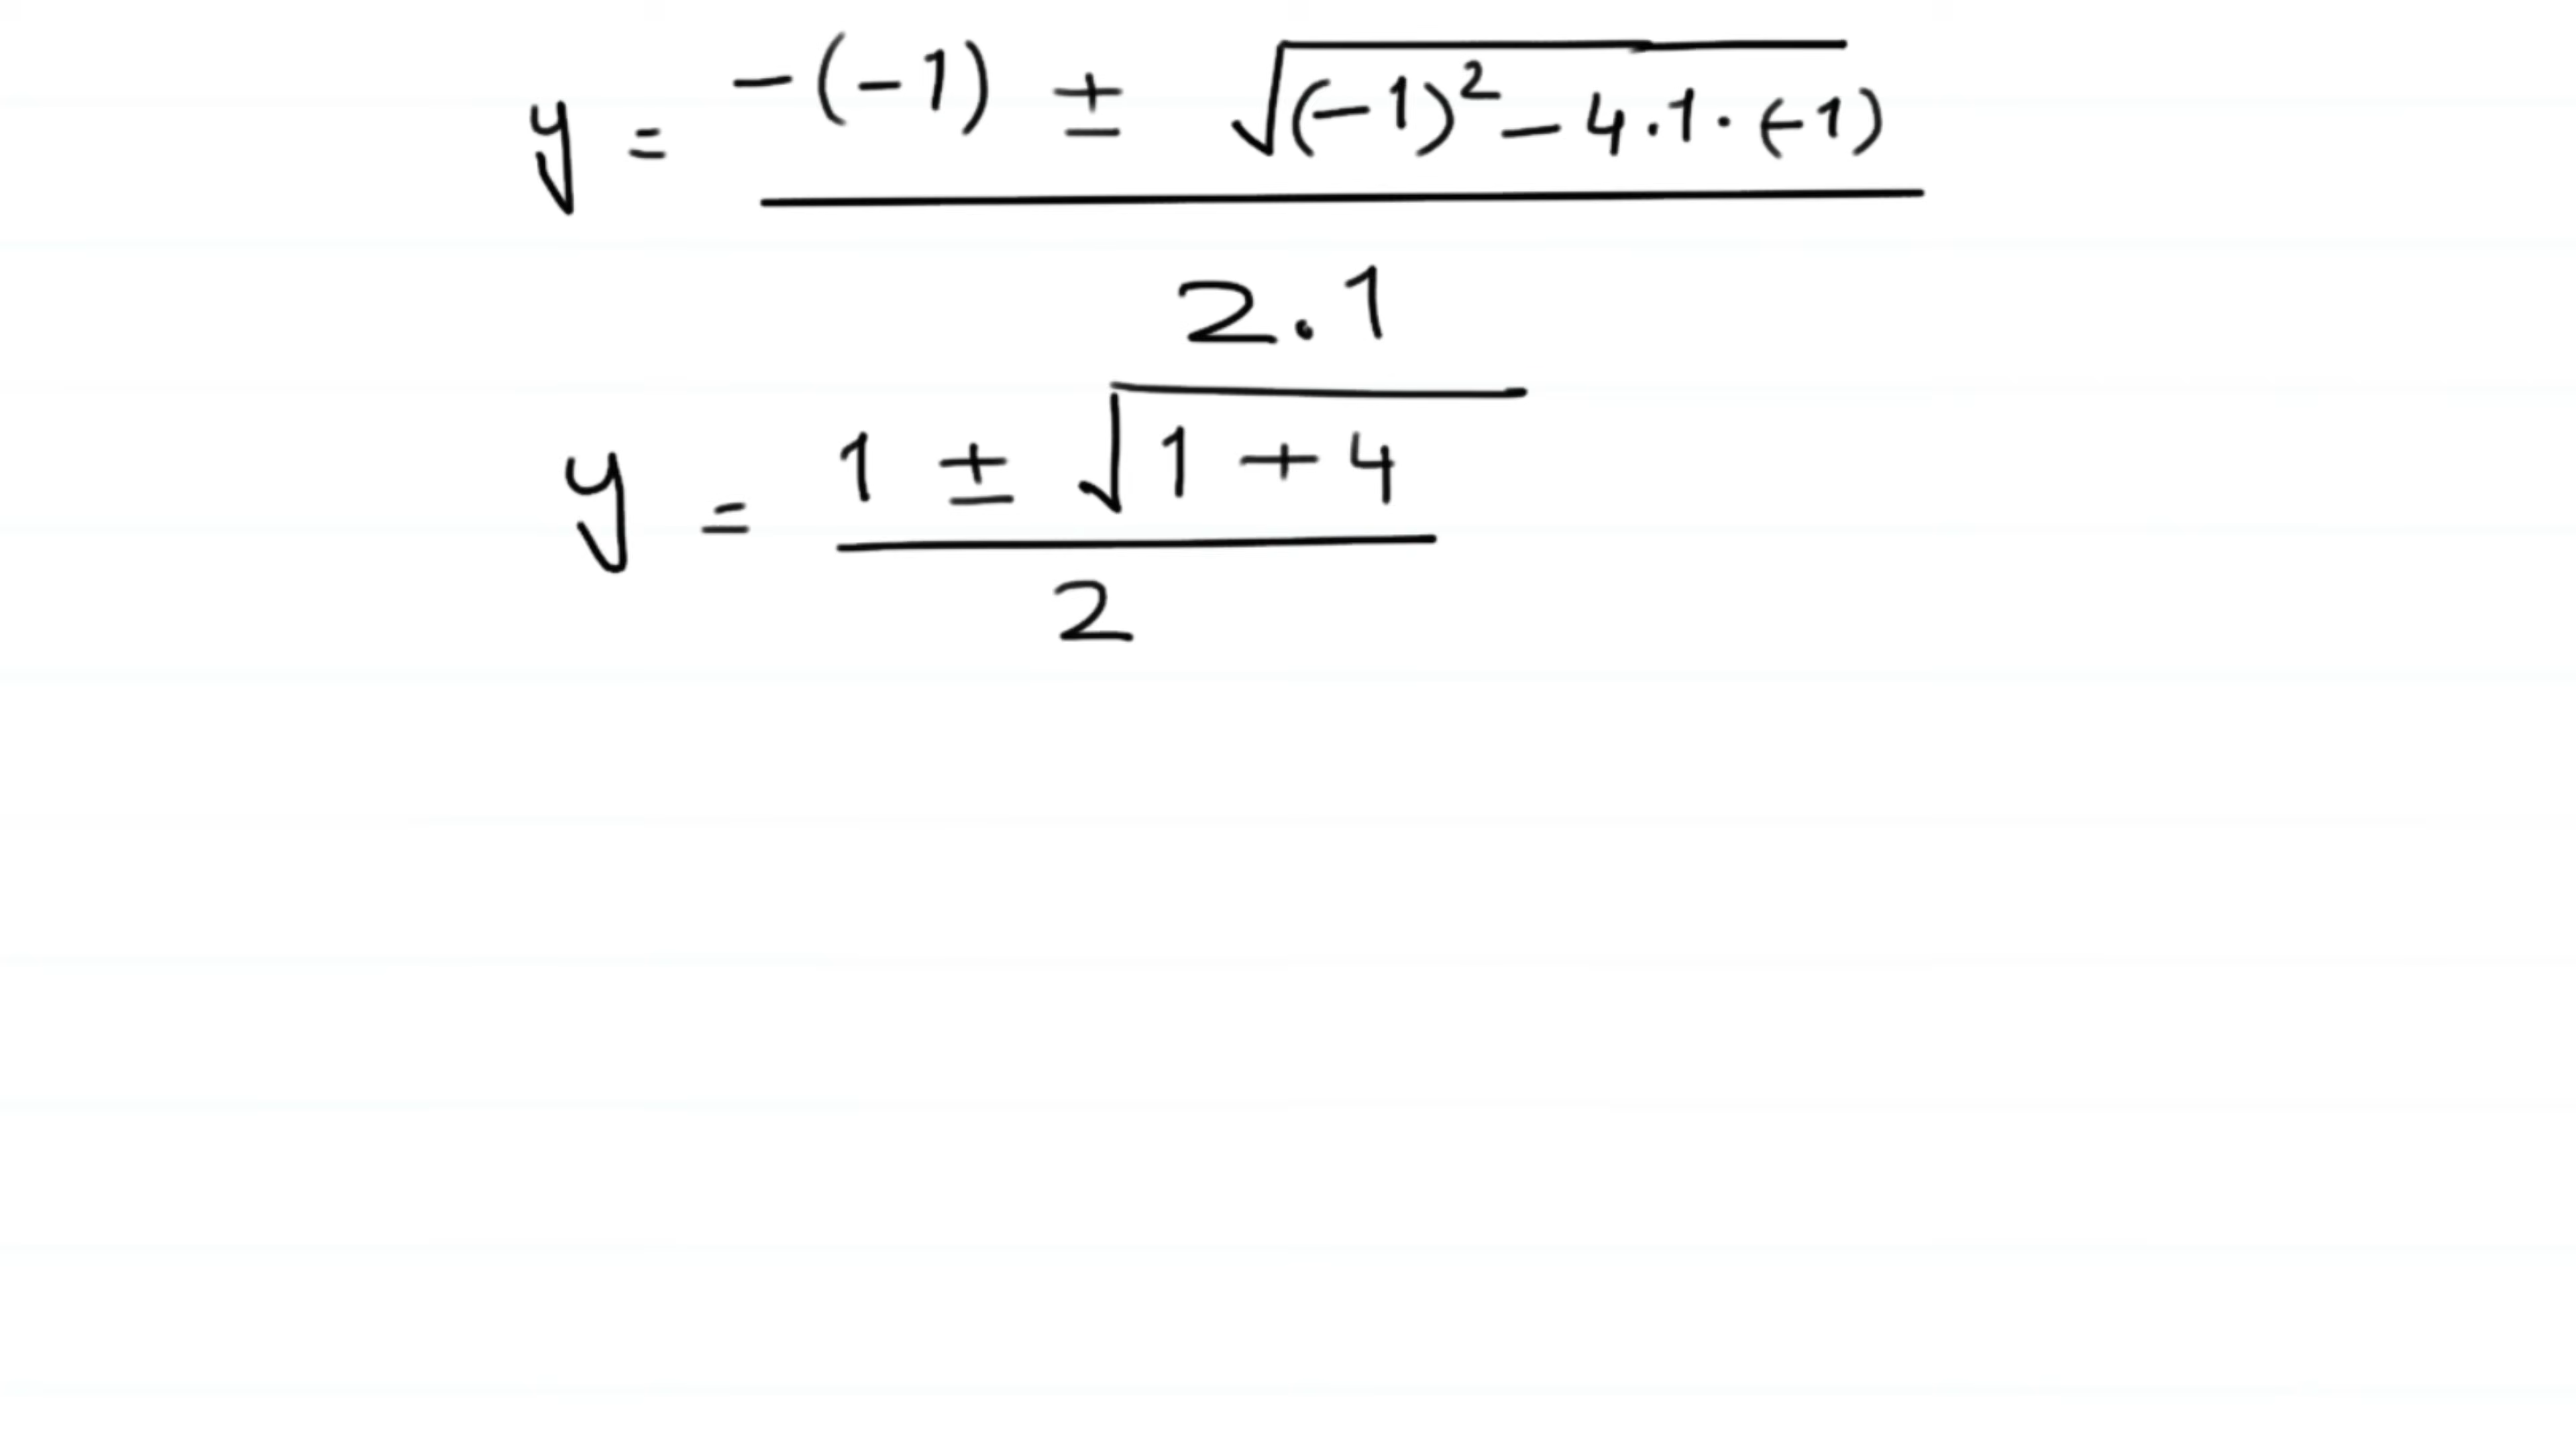 y = (-(-1) ± √((-1)² - 4.1.(-1))) / (2.1)
y = (1 ± √(1 + 4)) / 2